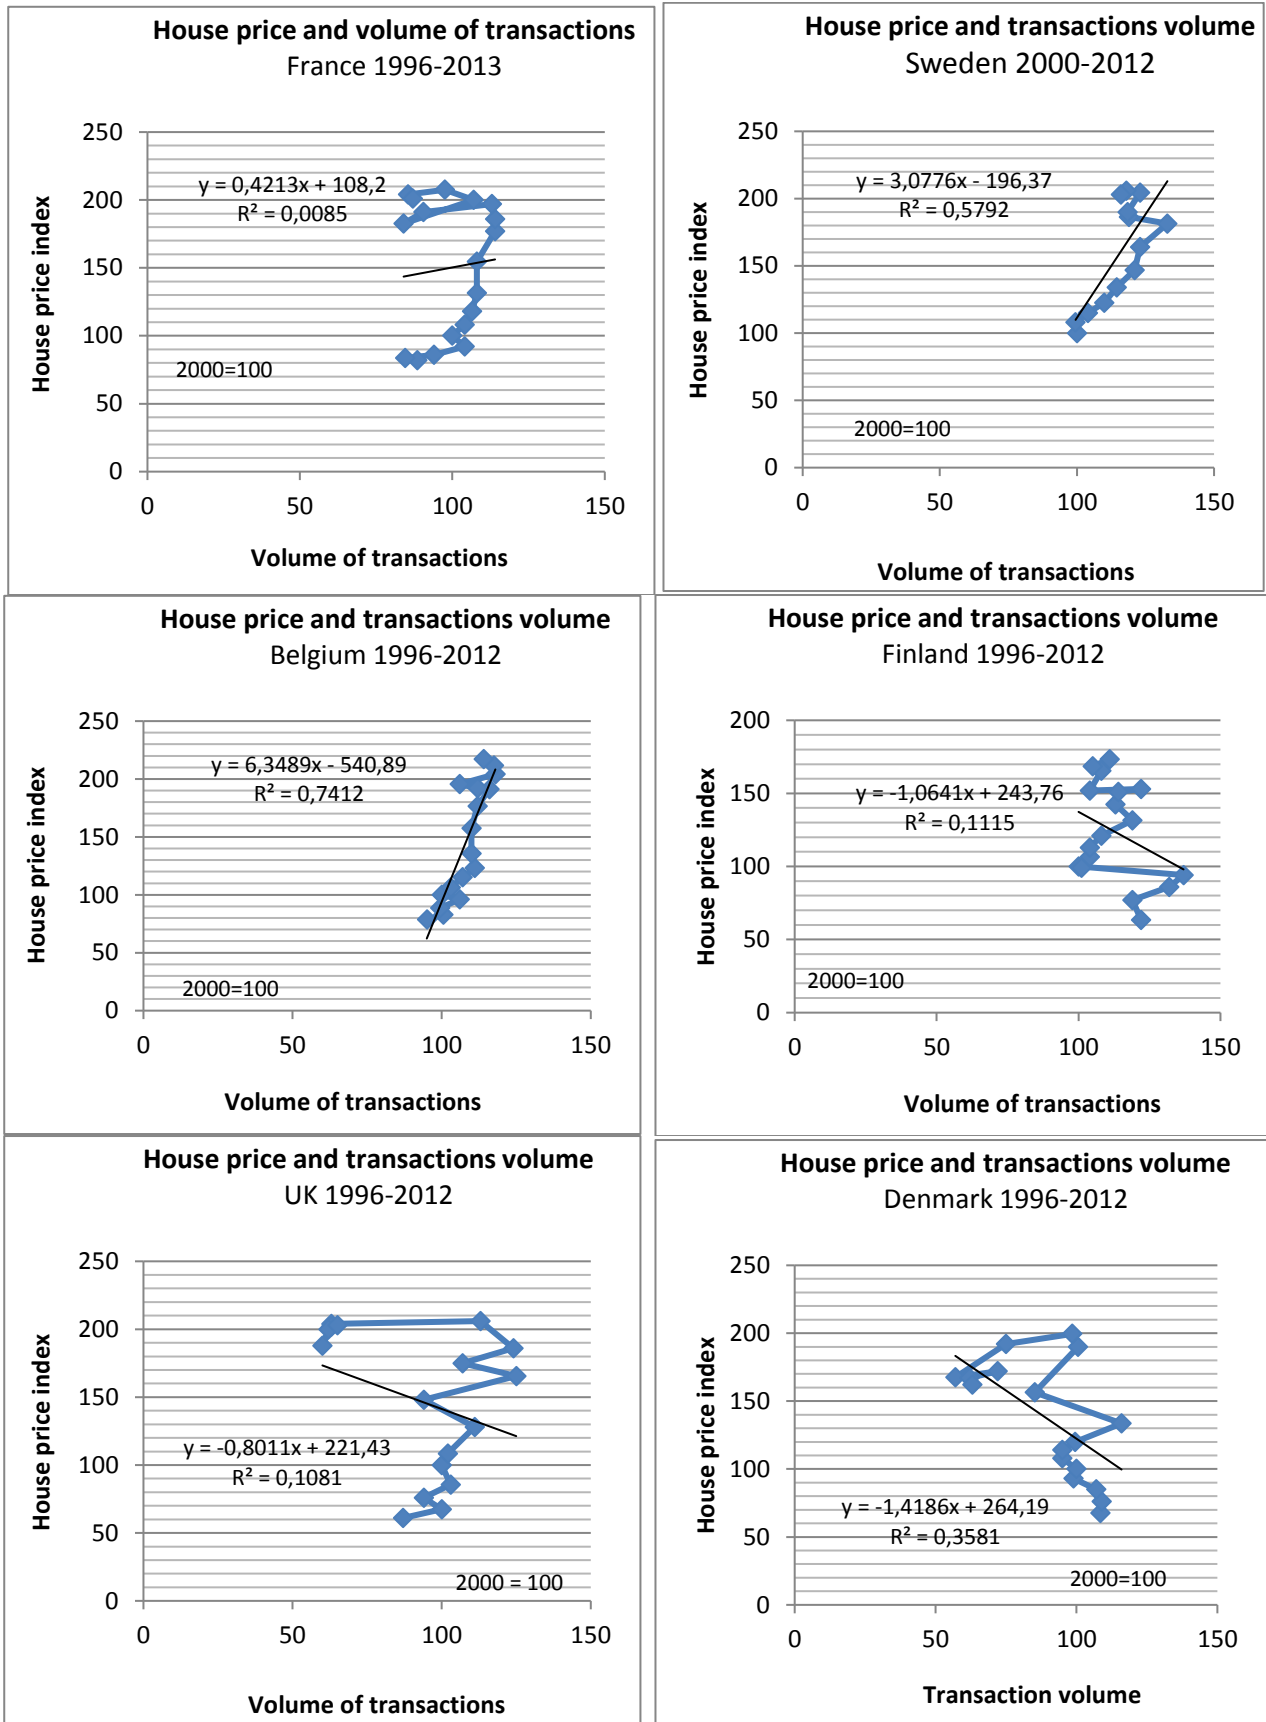 House price and volume of transactions
France 1996-2013
250
200
150
100
50
0
y = 0,4213x + 108,2
R² = 0,0085
2000=100
0 50 100 150
House price index
Volume of transactions
House price and transactions volume
Sweden 2000-2012
250
200
150
100
50
0
y = 3,0776x - 196,37
R² = 0,5792
2000=100
0 50 100 150
House price index
Volume of transactions
House price and transactions volume
Belgium 1996-2012
250
200
150
100
50
0
y = 6,3489x - 540,89
R² = 0,7412
2000=100
0 50 100 150
House price index
Volume of transactions
House price and transactions volume
Finland 1996-2012
200
150
100
50
0
y = -1,0641x + 243,76
R² = 0,1115
2000=100
0 50 100 150
House price index
Volume of transactions
House price and transactions volume
UK 1996-2012
250
200
150
100
50
0
y = -0,8011x + 221,43
R² = 0,1081
2000 = 100
0 50 100 150
House price index
Volume of transactions
House price and transactions volume
Denmark 1996-2012
250
200
150
100
50
0
y = -1,4186x + 264,19
R² = 0,3581
2000=100
0 50 100 150
House price index
Transaction volume